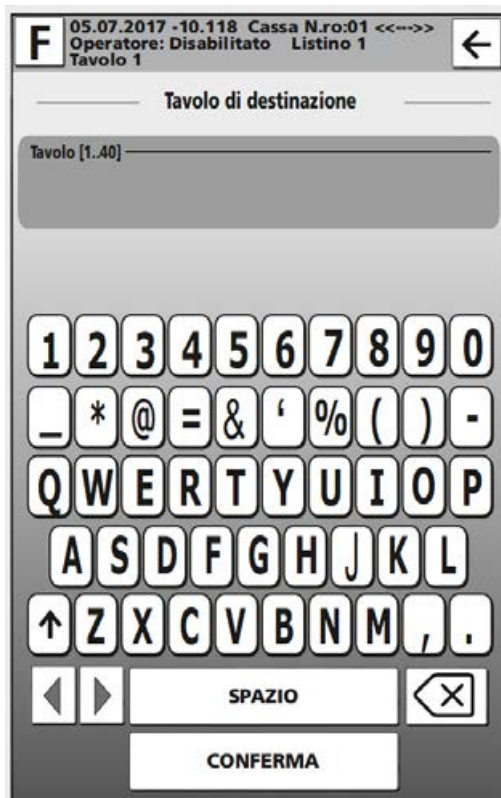 F
05.07.2017 -10.118 Cassa N.ro:01 <<--->>
Operatore: Disabilitato Listino 1
Tavolo 1
Tavolo di destinazione
Tavolo [1..40]
1 2 3 4 5 6 7 8 9 0
_ * @ = & ‘ % ( ) -
Q W E R T Y U I O P
A S D F G H J K L
Z X C V B N M , .
SPAZIO
CONFERMA